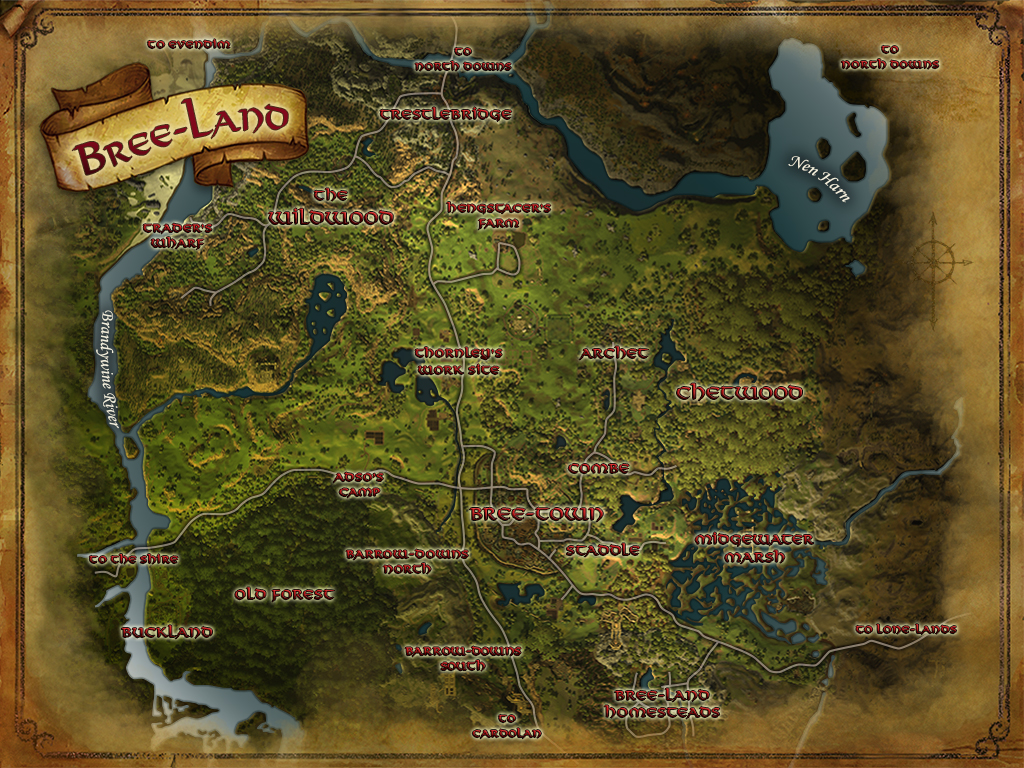 TO EVENDIM
TO
NORTH DOWNS
TO
NORTH DOWNS
BREE-LAND
TRESTLEBRIDGE
Nen Harn
THE
WILDWOOD
HENGSTACER'S
FARM
TRADER'S
WHARF
Brandywine River
THORNLEY'S
WORK SITE
ARCHET
CHETWOOD
COMBE
ADSO'S
CAMP
BREE-TOWN
MIDGEWATER
MARSH
STADDLE
BARROW-DOWNS
NORTH
TO THE SHIRE
OLD FOREST
BUCKLAND
TO LONE-LANDS
BARROW-DOWNS
SOUTH
BREE-LAND
HOMESTEADS
TO
CARDOLAN